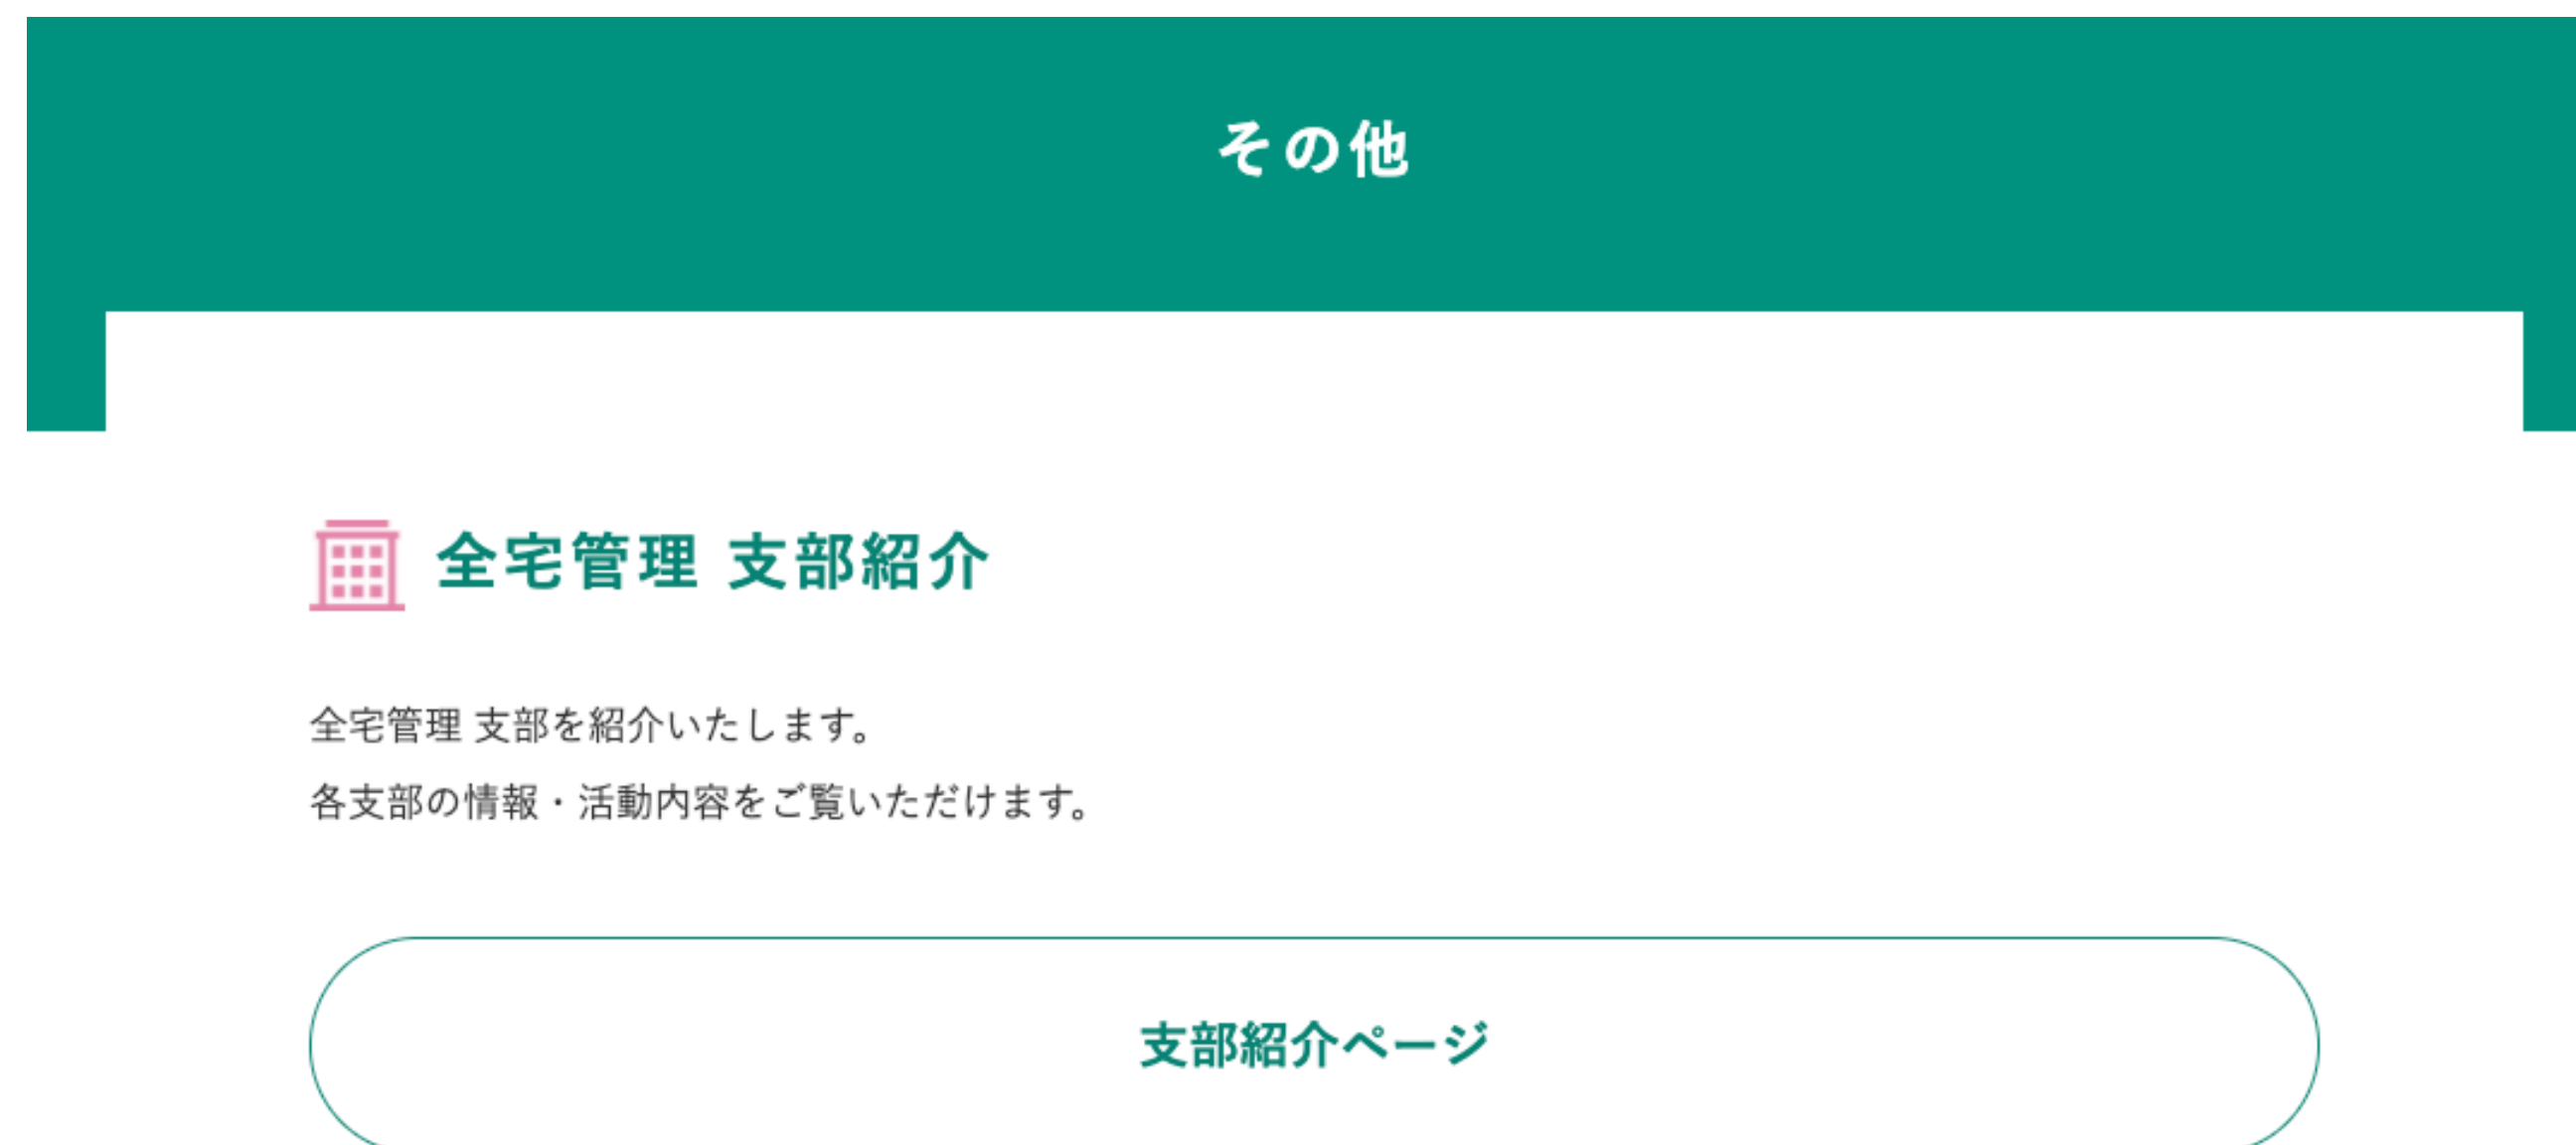 その他
全宅管理 支部紹介
全宅管理 支部を紹介いたします。
各支部の情報・活動内容をご覧いただけます。
支部紹介ページ